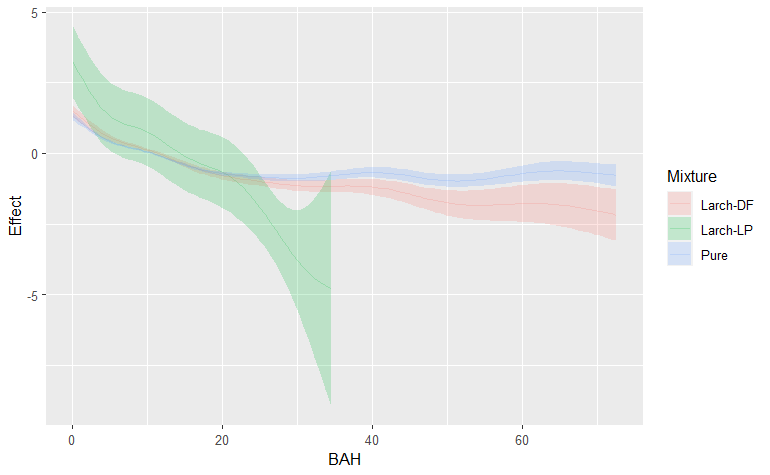 5
0
-5
Effect
0
20
40
60
BAH
Mixture
Larch-DF
Larch-LP
Pure